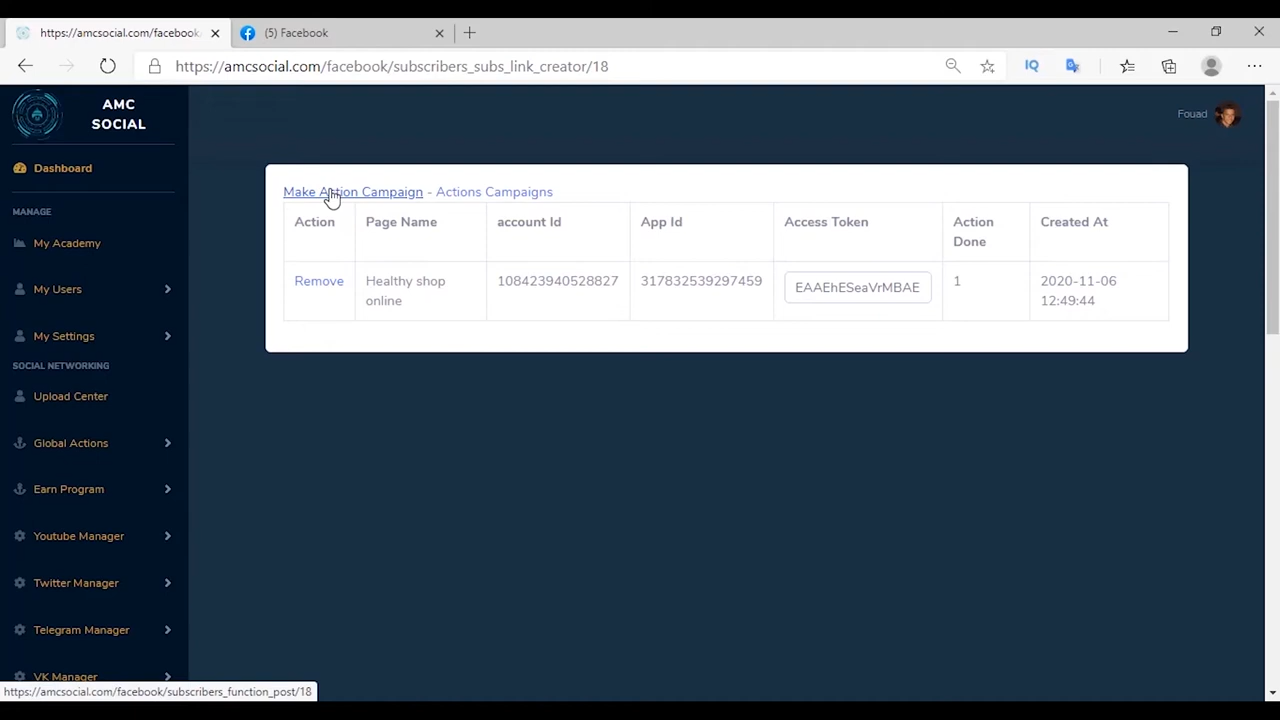 https://amcsocial.com/facebook
(5) Facebook
https://amcsocial.com/facebook/subscribers_subs_link_creator/18
IQ
AMC
SOCIAL
Fouad
Dashboard
MANAGE
My Academy
My Users
My Settings
SOCIAL NETWORKING
Upload Center
Global Actions
Earn Program
Youtube Manager
Twitter Manager
Telegram Manager
VK Manager
Make Action Campaign - Actions Campaigns
Action Page Name account Id App Id Access Token Action Done Created At
Remove Healthy shop online 108423940528827 317832539297459 EAAEhESeaVrMBAE 1 2020-11-06 12:49:44
https://amcsocial.com/facebook/subscribers_function_post/18